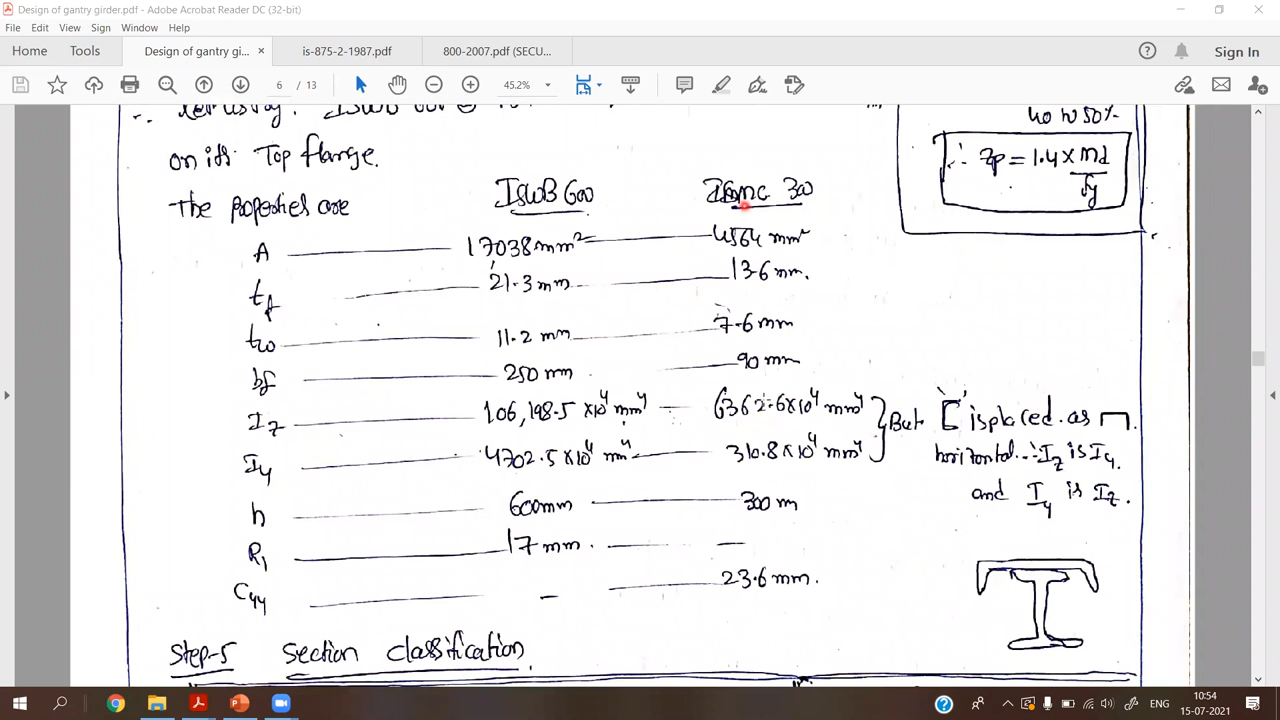 Design of gantry girder.pdf - Adobe Acrobat Reader DC (32-bit)
File Edit View Sign Window Help
Home Tools Design of gantry gi... × is-875-2-1987.pdf 800-2007.pdf (SECU... Sign In
6 / 13 45.2%
40 to 50%
on its Top flange.
∴ Zp = 1.4 × Md/fy
The properties are ISWB 600 ISMC 300
A 17038 mm² 4564 mm²
tf 21.3 mm 13.6 mm.
tw 11.2 mm 7.6 mm
bf 250 mm 90 mm
Iz 106,198.5 ×10⁴ mm⁴ 6362.6×10⁴ mm⁴
Iy 4702.5×10⁴ mm⁴ 310.8×10⁴ mm⁴
But '[' is placed as ⊓.
horizontal ∴ Iz is Iy.
and Iy is Iz.
h 600mm 300 m
R1 17 mm. —
Cyy — 23.6 mm.
Step-5 Section classification.
ENG 10:54
15-07-2021